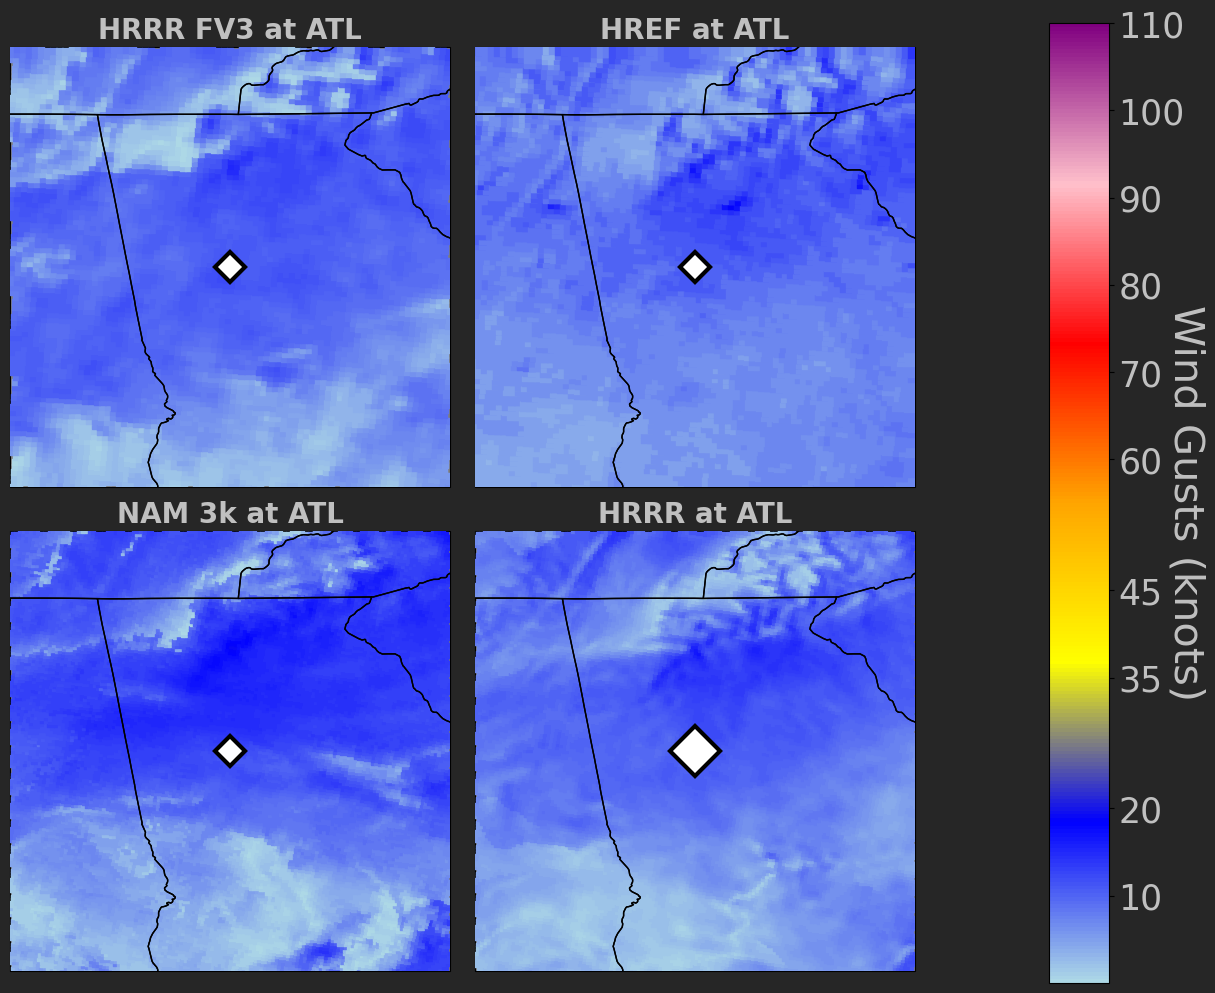 HRRR FV3 at ATL
HREF at ATL
NAM 3k at ATL
HRRR at ATL
110
100
90
80
70
60
45
35
20
10
Wind Gusts (knots)